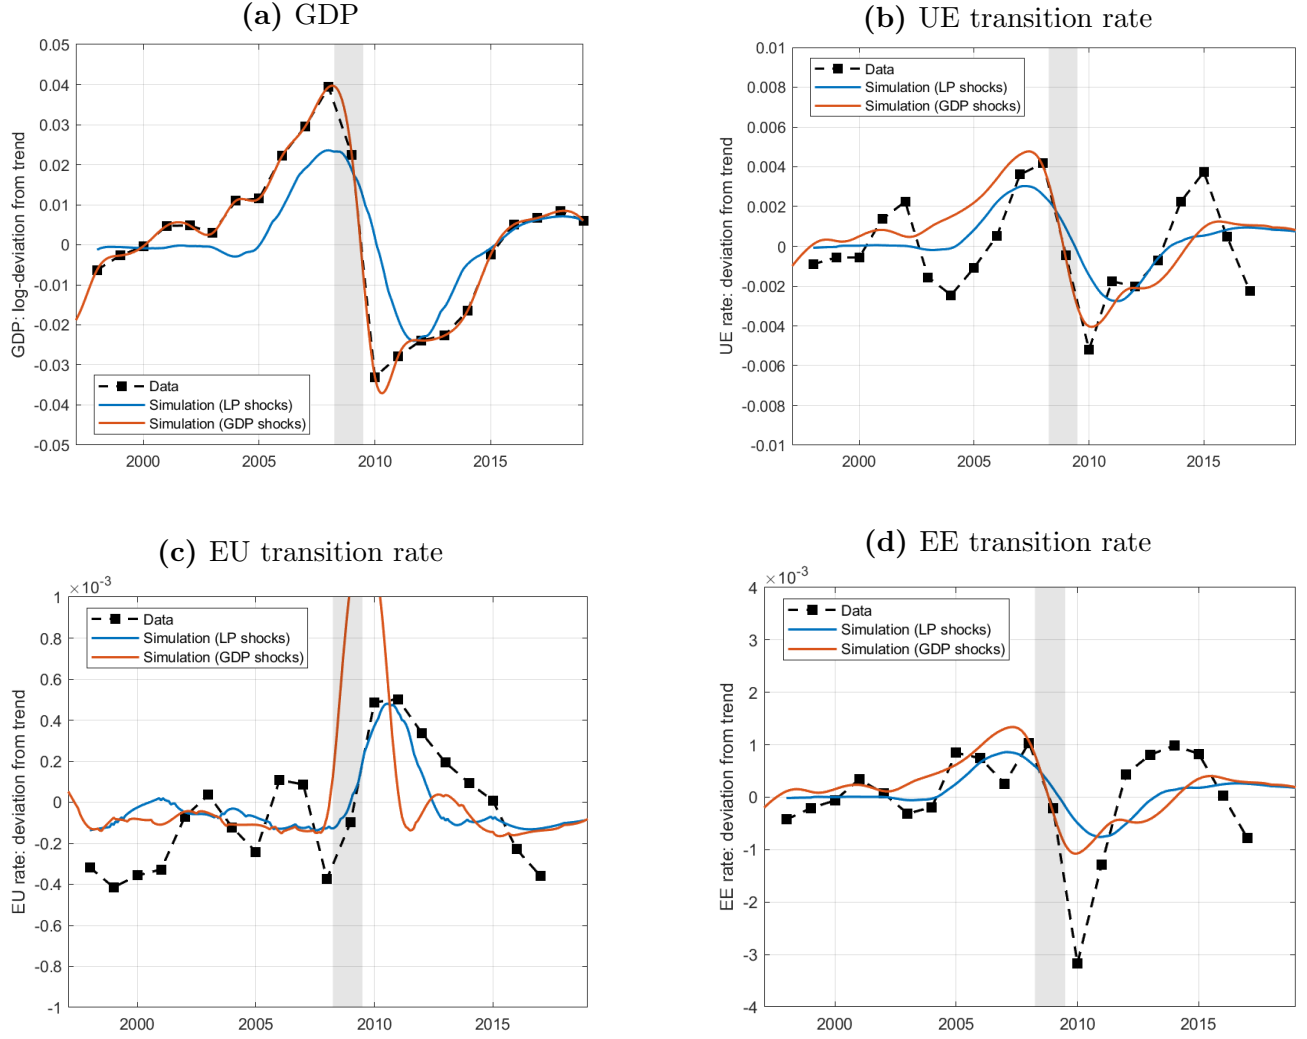 (a) GDP
0.05
0.04
0.03
0.02
0.01
0
-0.01
-0.02
-0.03
-0.04
-0.05
GDP: log-deviation from trend
Data
Simulation (LP shocks)
Simulation (GDP shocks)
2000 2005 2010 2015
(b) UE transition rate
0.01
0.008
0.006
0.004
0.002
0
-0.002
-0.004
-0.006
-0.008
-0.01
UE rate: deviation from trend
Data
Simulation (LP shocks)
Simulation (GDP shocks)
2000 2005 2010 2015
(c) EU transition rate
×10⁻³
1
0.8
0.6
0.4
0.2
0
-0.2
-0.4
-0.6
-0.8
-1
EU rate: deviation from trend
Data
Simulation (LP shocks)
Simulation (GDP shocks)
2000 2005 2010 2015
(d) EE transition rate
×10⁻³
4
3
2
1
0
-1
-2
-3
-4
EE rate: deviation from trend
Data
Simulation (LP shocks)
Simulation (GDP shocks)
2000 2005 2010 2015